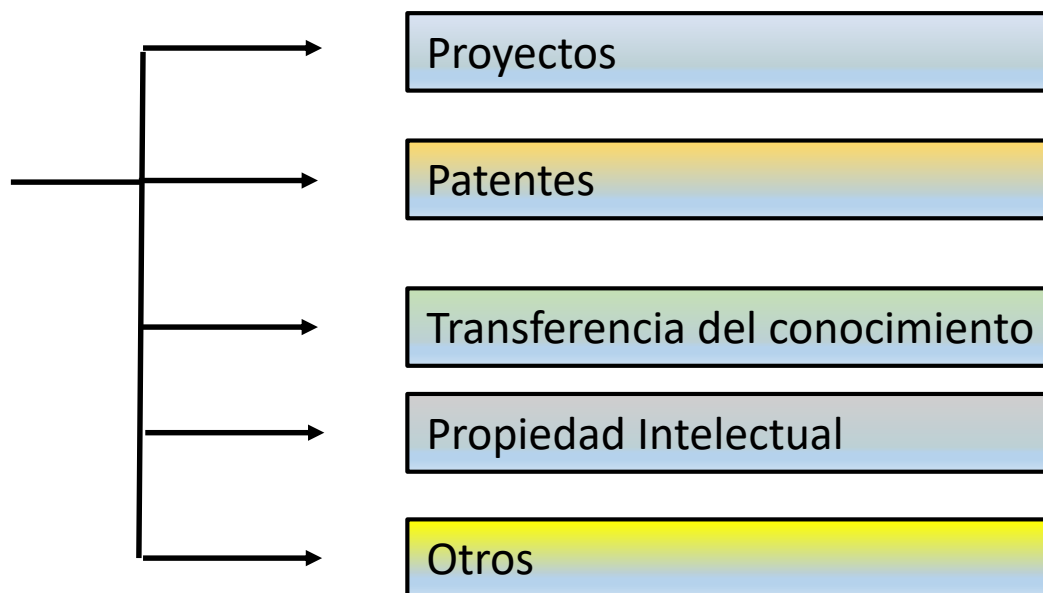 Proyectos
Patentes
Transferencia del conocimiento
Propiedad Intelectual
Otros